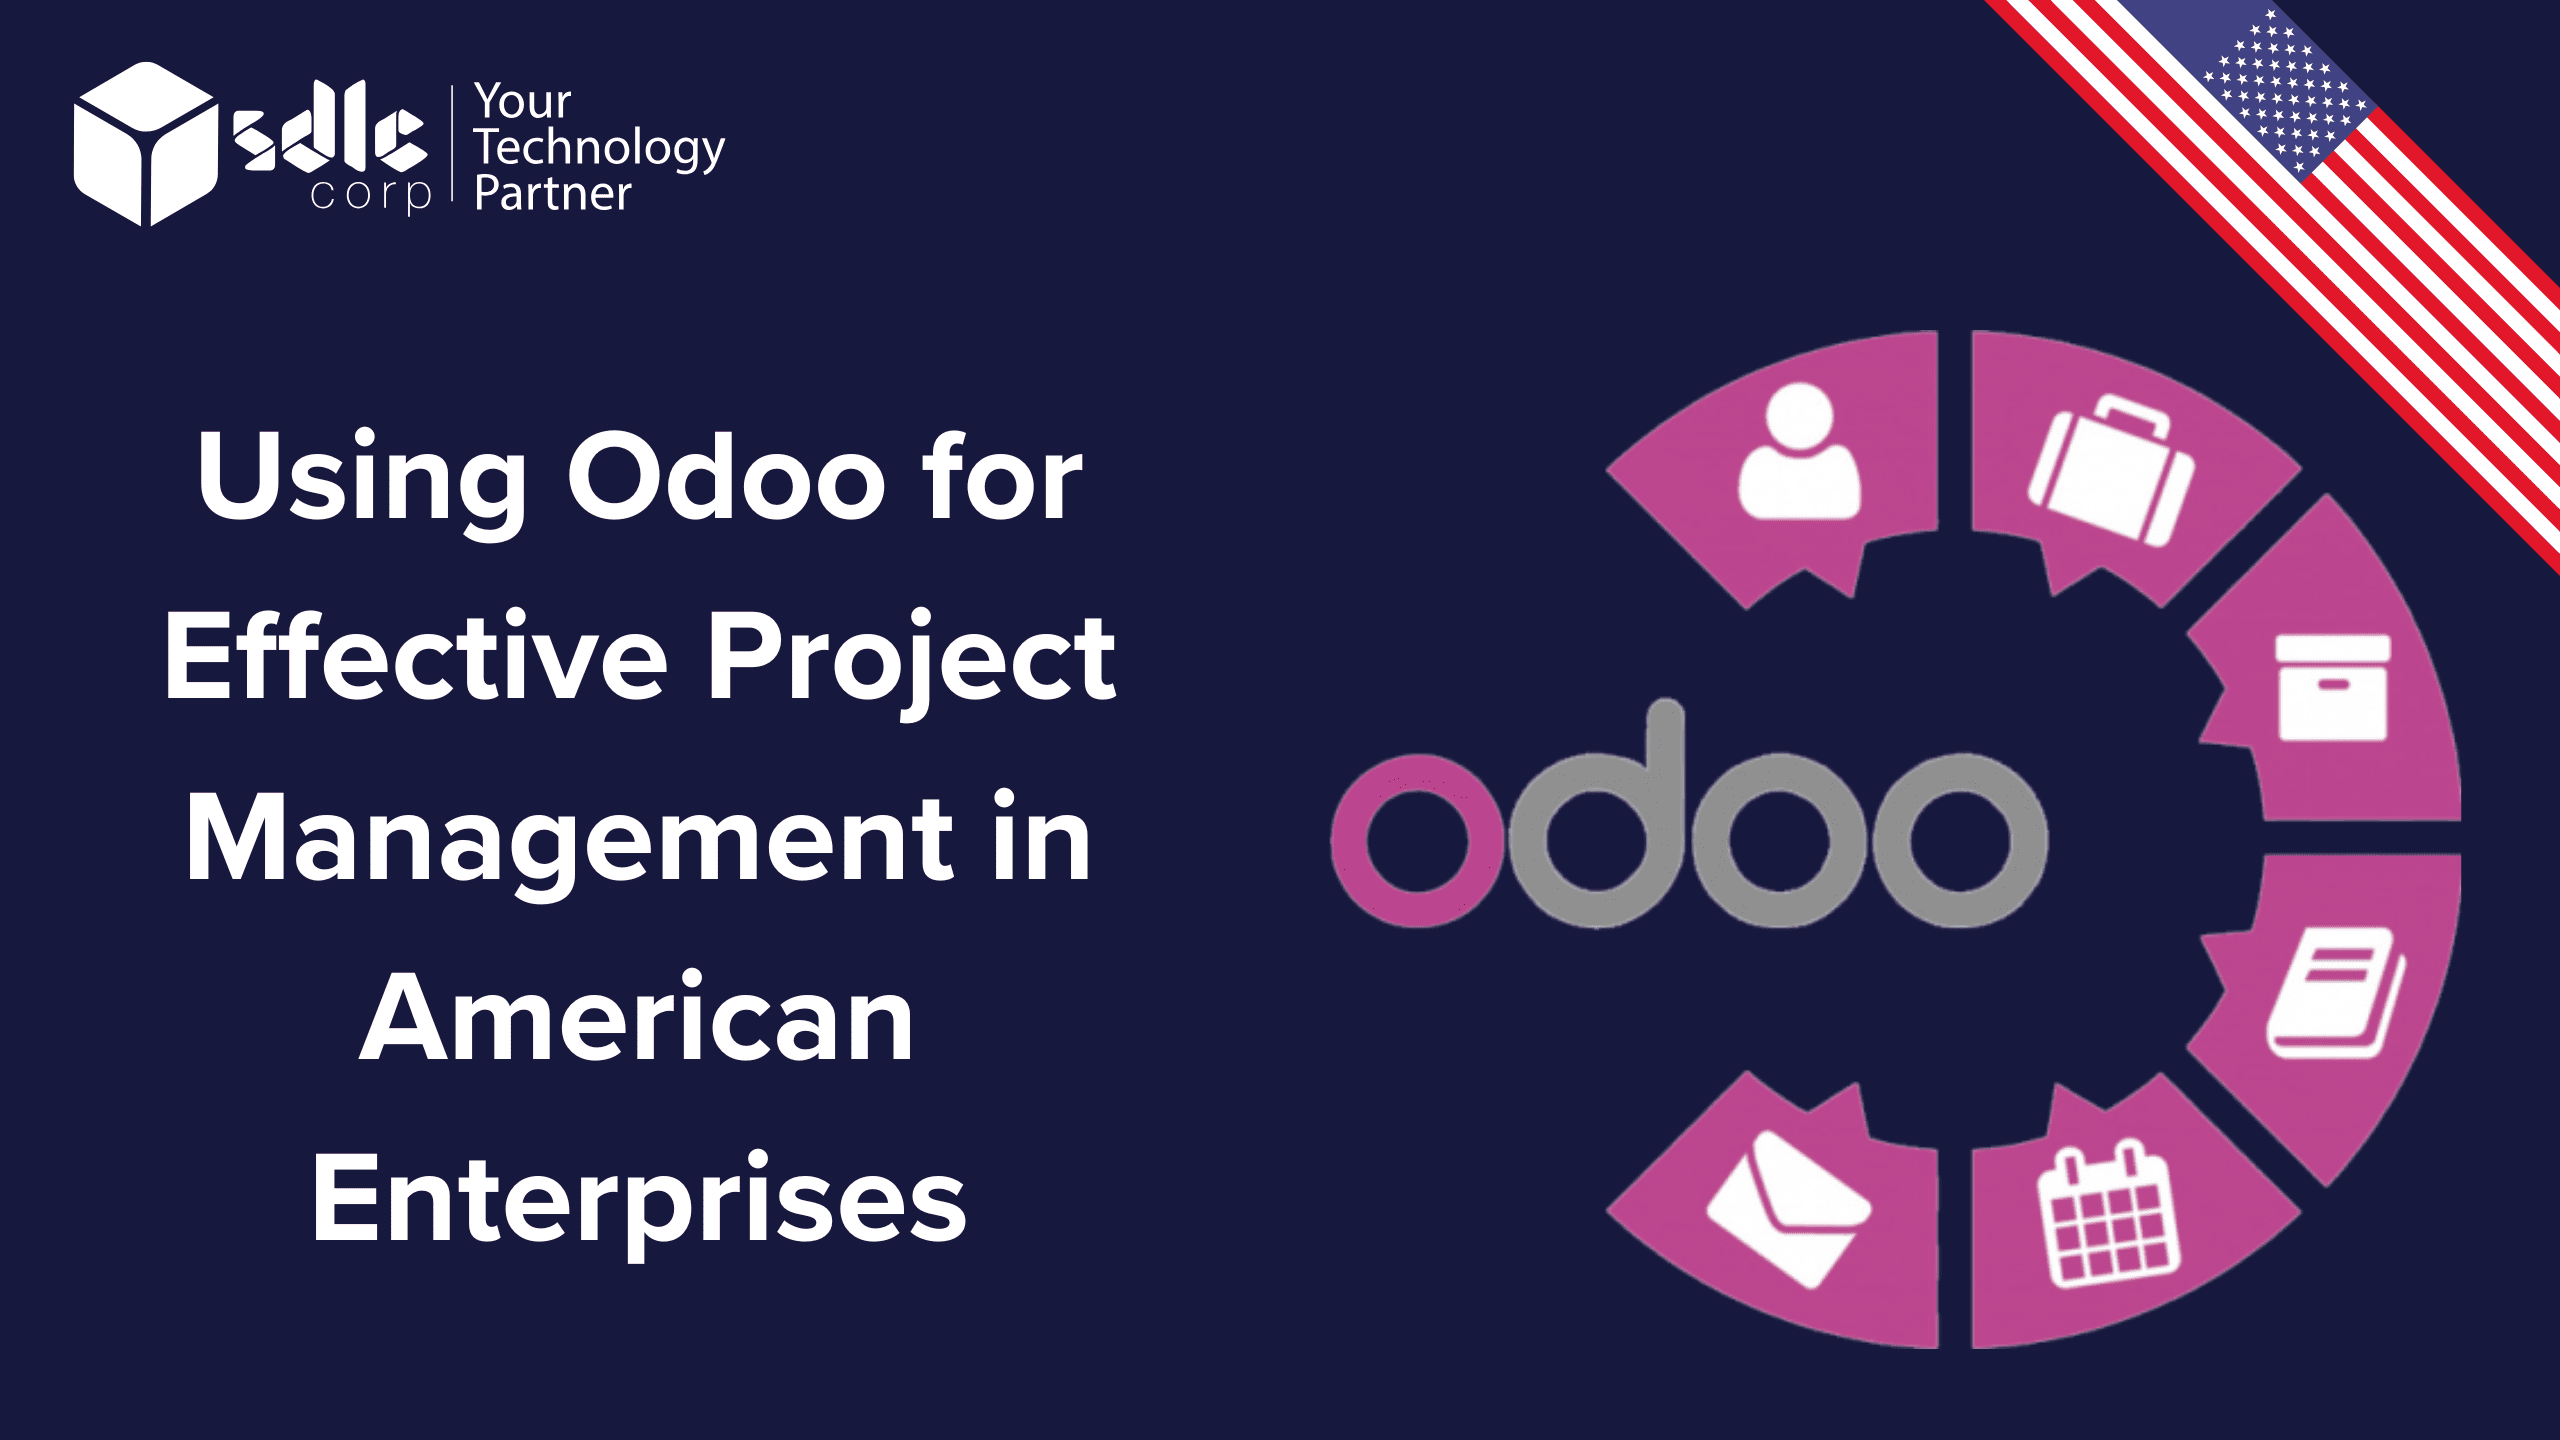 sdlc
corp
Your
Technology
Partner
Using Odoo for
Effective Project
Management in
American
Enterprises
odoo